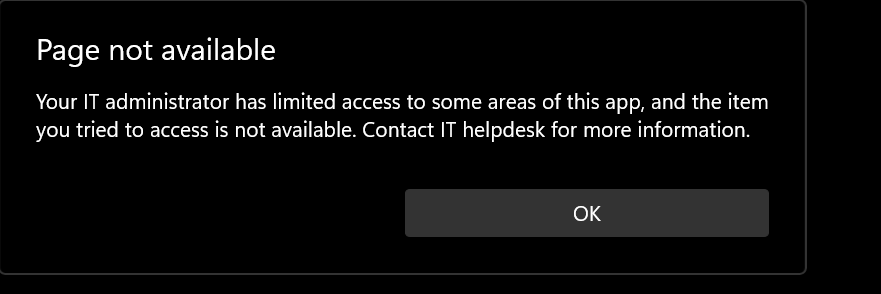 Page not available
Your IT administrator has limited access to some areas of this app, and the item
you tried to access is not available. Contact IT helpdesk for more information.
OK